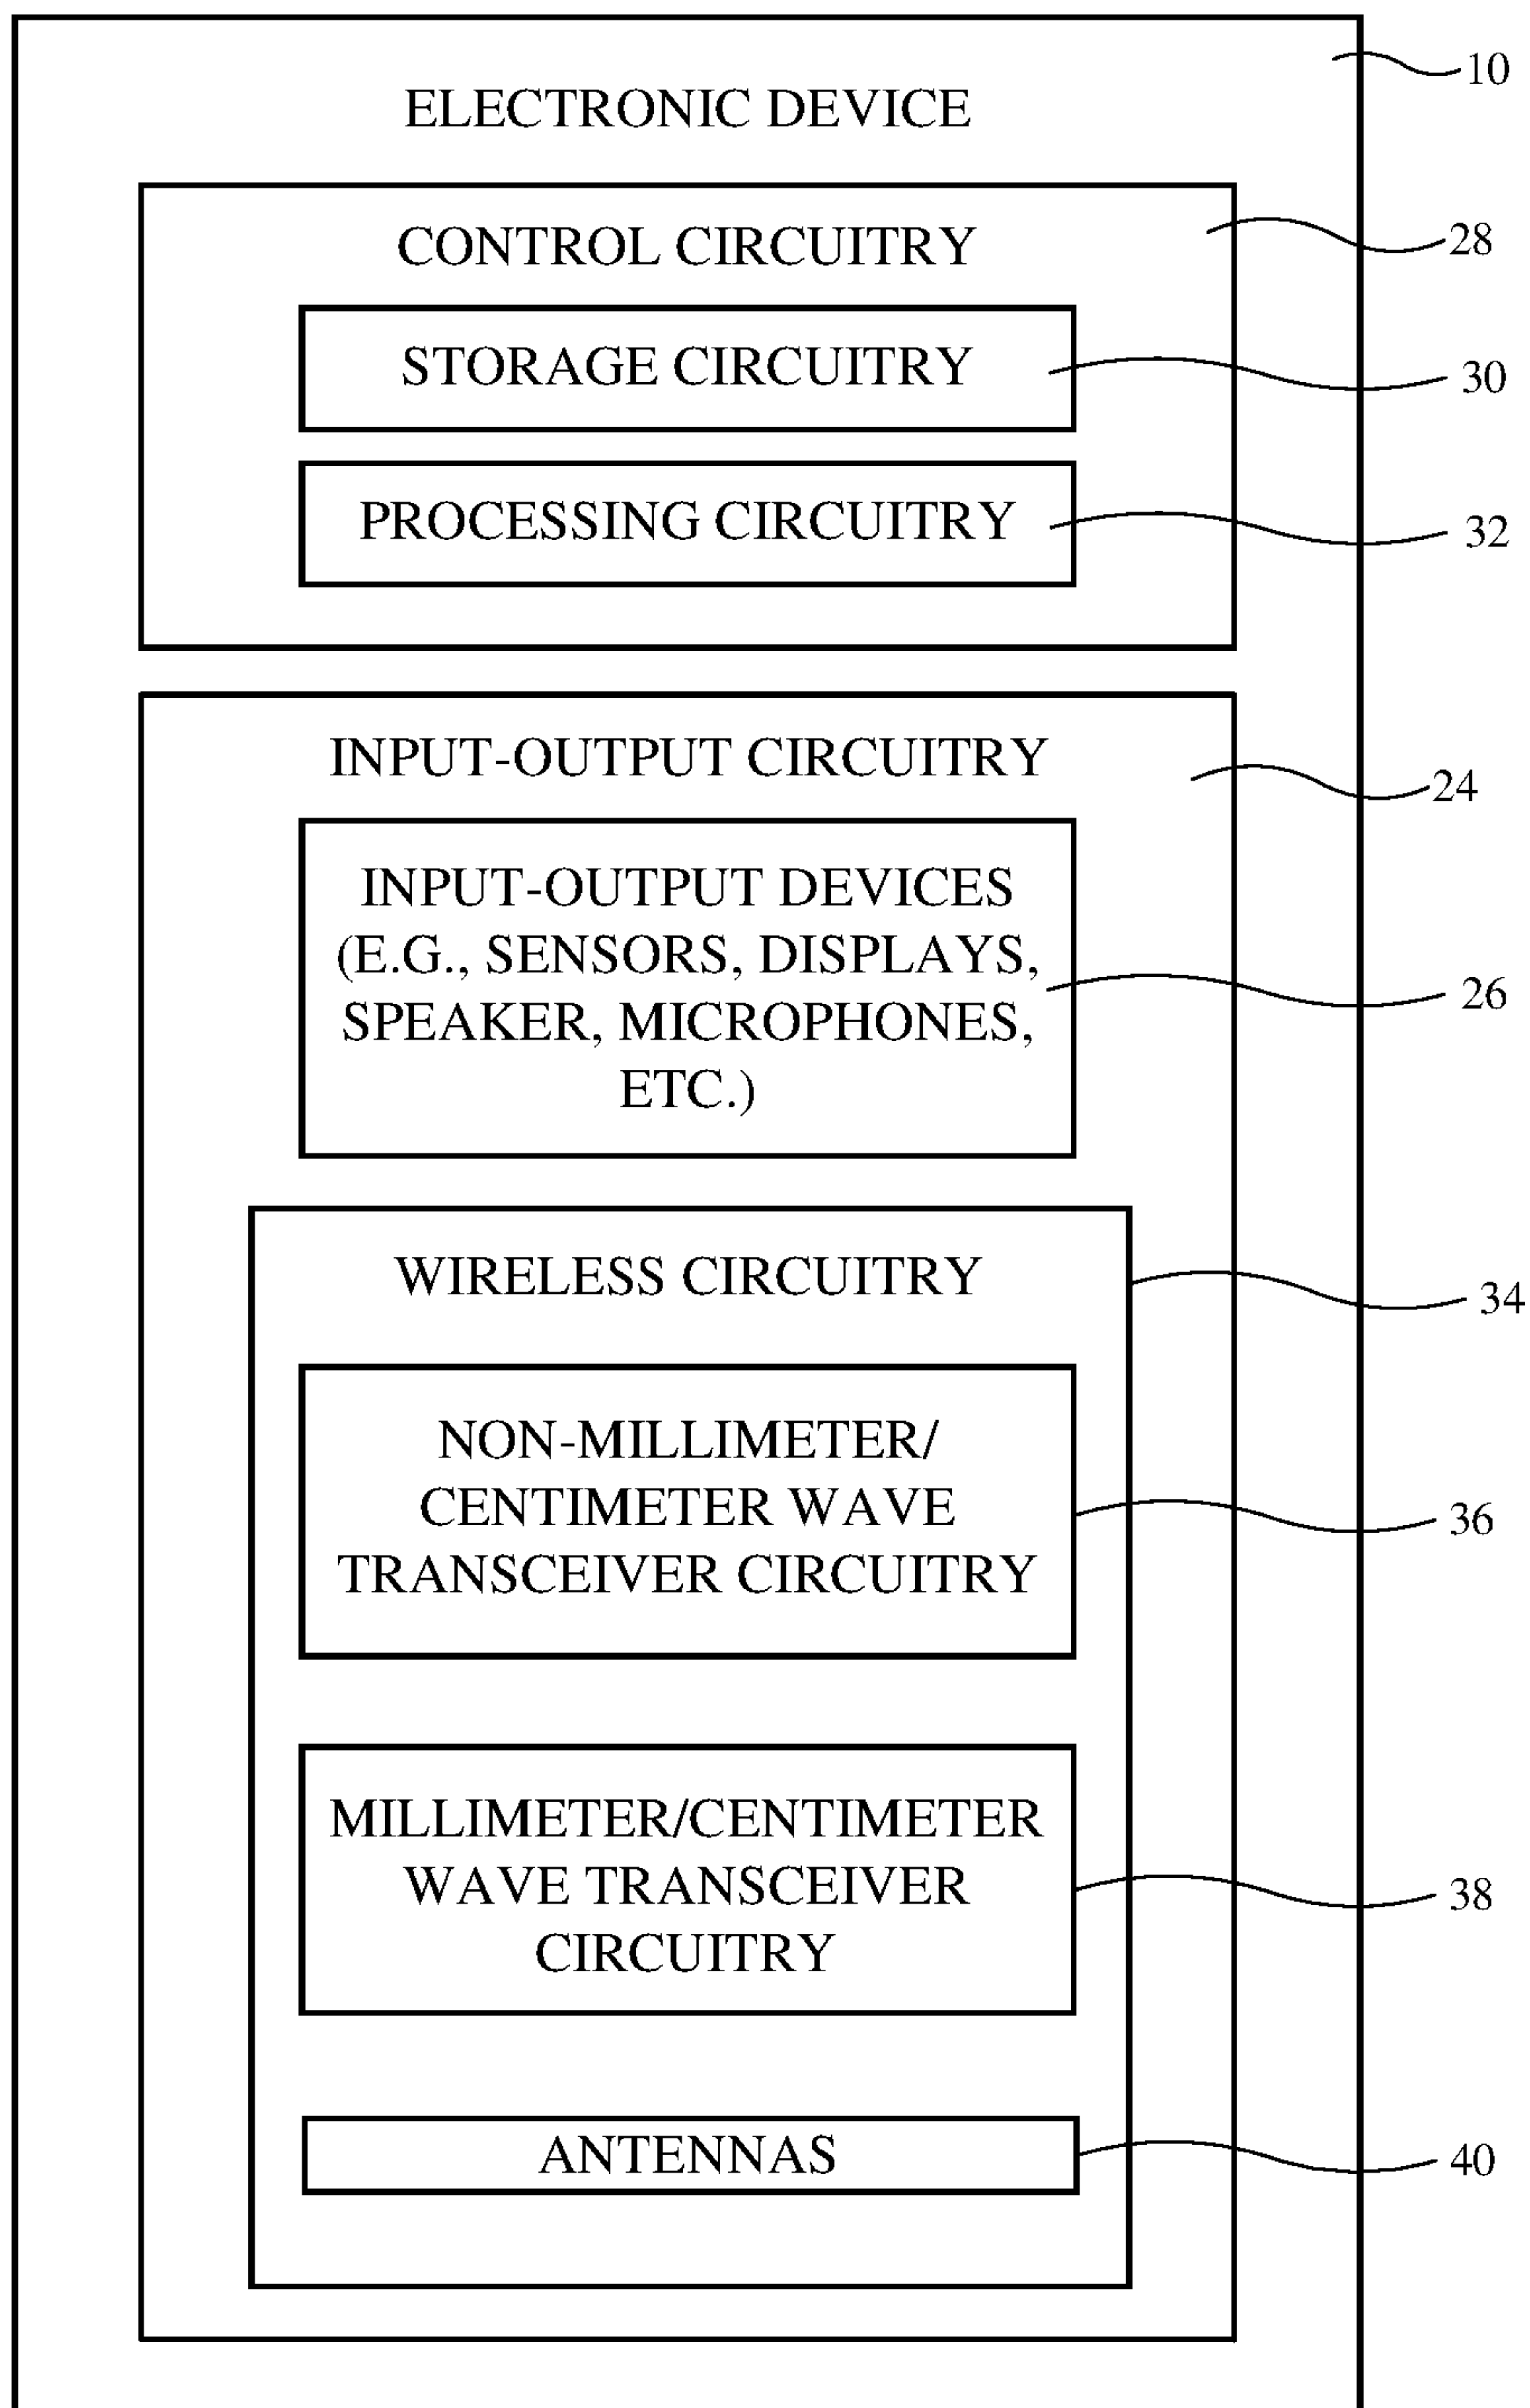 10
ELECTRONIC DEVICE
CONTROL CIRCUITRY
28
STORAGE CIRCUITRY
30
PROCESSING CIRCUITRY
32
INPUT-OUTPUT CIRCUITRY
24
INPUT-OUTPUT DEVICES
(E.G., SENSORS, DISPLAYS,
SPEAKER, MICROPHONES,
ETC.)
26
WIRELESS CIRCUITRY
34
NON-MILLIMETER/
CENTIMETER WAVE
TRANSCEIVER CIRCUITRY
36
MILLIMETER/CENTIMETER
WAVE TRANSCEIVER
CIRCUITRY
38
ANTENNAS
40